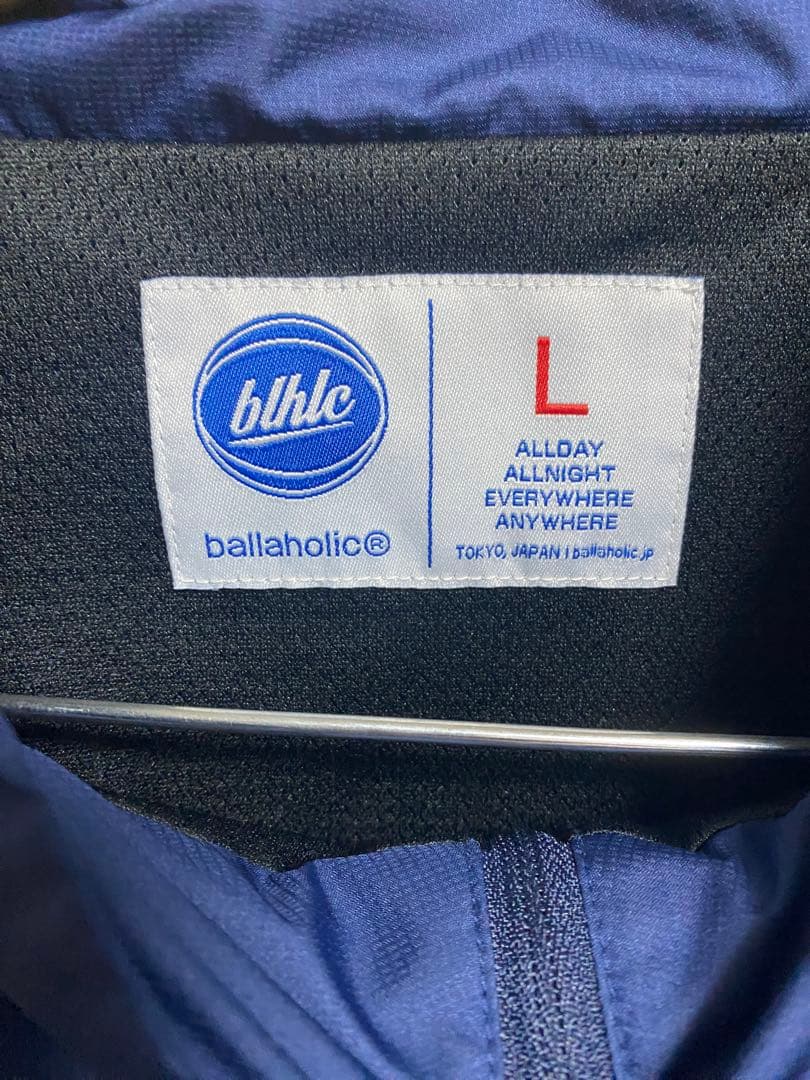 blhlc
ballaholic®
L
ALLDAY
ALLNIGHT
EVERYWHERE
ANYWHERE
TOKYO, JAPAN | ballaholic.jp